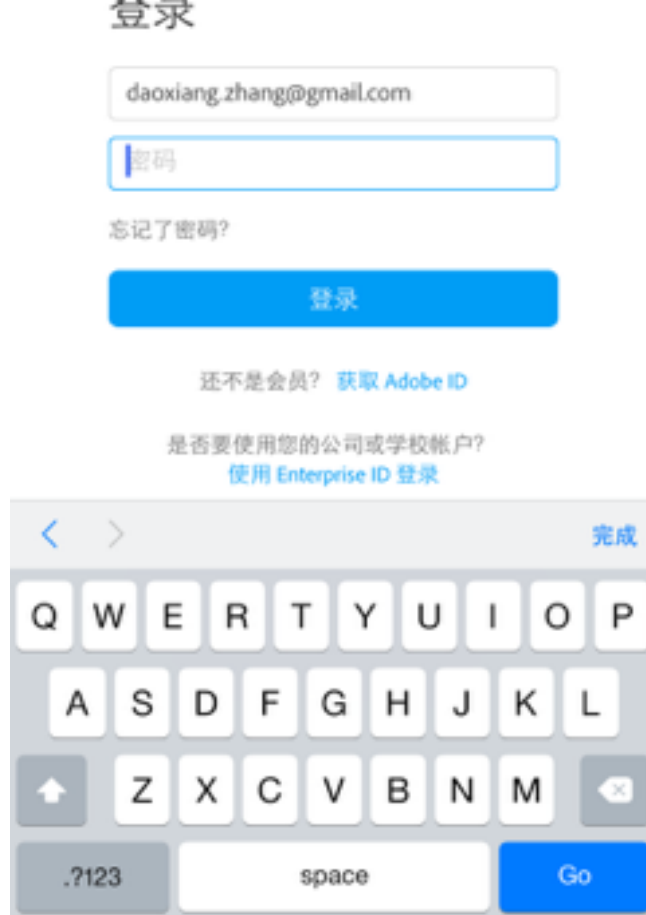 登录
daoxiang.zhang@gmail.com
密码
忘记了密码?
登录
还不是会员? 获取 Adobe ID
是否要使用您的公司或学校帐户?
使用 Enterprise ID 登录
完成
Q W E R T Y U I O P
A S D F G H J K L
Z X C V B N M
.?123 space Go